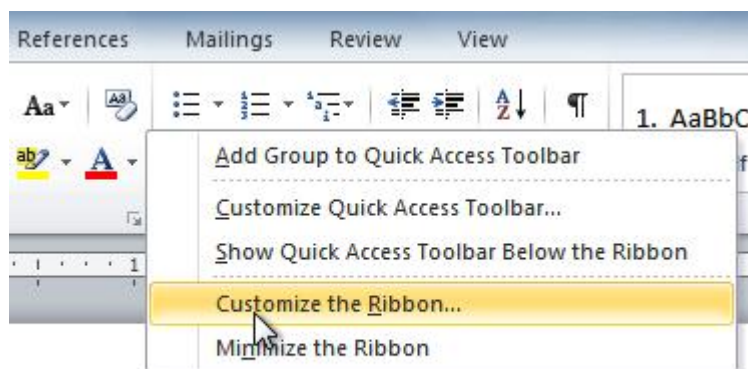 References Mailings Review View
Aa
1. AaBbC
Add Group to Quick Access Toolbar
Customize Quick Access Toolbar...
Show Quick Access Toolbar Below the Ribbon
Customize the Ribbon...
Minimize the Ribbon